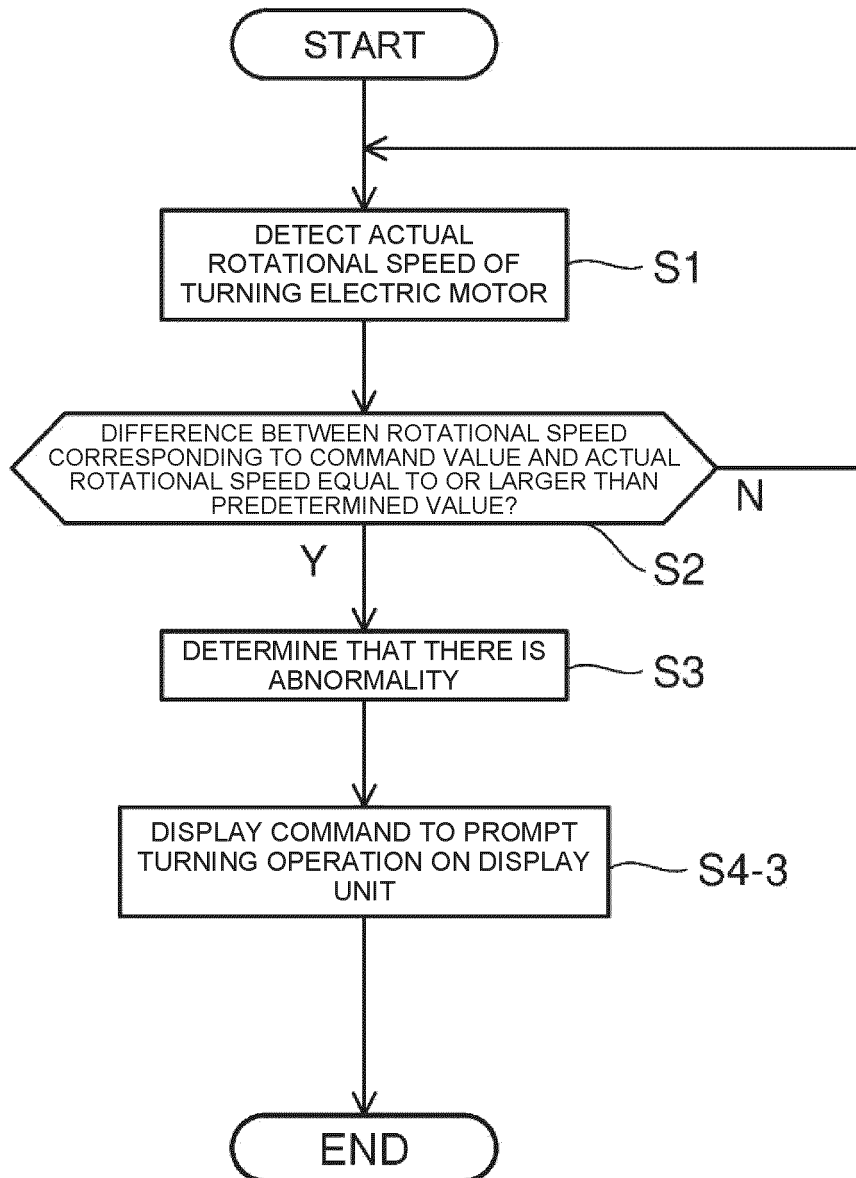 START
DETECT ACTUAL
ROTATIONAL SPEED OF
TURNING ELECTRIC MOTOR
S1
DIFFERENCE BETWEEN ROTATIONAL SPEED
CORRESPONDING TO COMMAND VALUE AND ACTUAL
ROTATIONAL SPEED EQUAL TO OR LARGER THAN
PREDETERMINED VALUE?
N
S2
Y
DETERMINE THAT THERE IS
ABNORMALITY
S3
DISPLAY COMMAND TO PROMPT
TURNING OPERATION ON DISPLAY
UNIT
S4-3
END